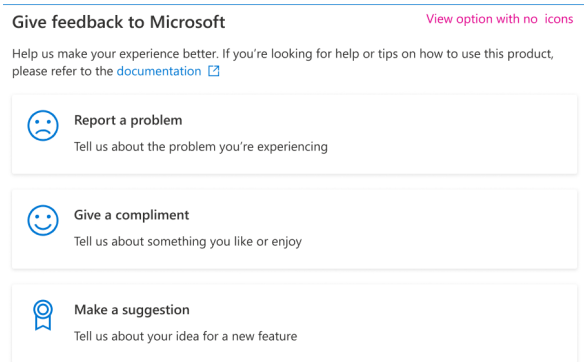 Give feedback to Microsoft
View option with no icons
Help us make your experience better. If you're looking for help or tips on how to use this product,
please refer to the documentation
Report a problem
Tell us about the problem you're experiencing
Give a compliment
Tell us about something you like or enjoy
Make a suggestion
Tell us about your idea for a new feature